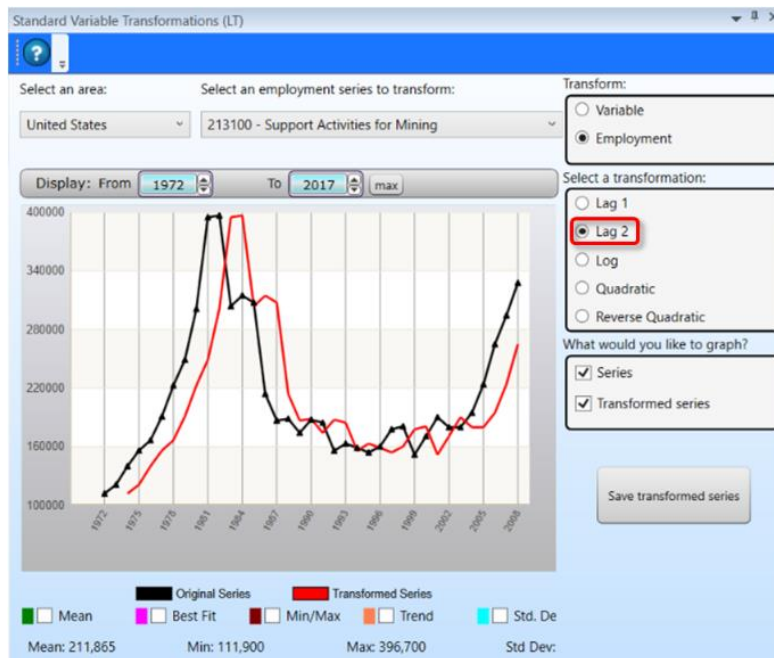 Standard Variable Transformations (LT)
?
Select an area:
Select an employment series to transform:
United States
213100 - Support Activities for Mining
Transform:
Variable
Employment
Display: From 1972 To 2017 max
Select a transformation:
Lag 1
Lag 2
Log
Quadratic
Reverse Quadratic
What would you like to graph?
Series
Transformed series
Save transformed series
400000
340000
280000
220000
160000
100000
1972 1975 1978 1981 1984 1987 1990 1993 1996 1999 2002 2005 2008
Original Series Transformed Series
Mean Best Fit Min/Max Trend Std. De
Mean: 211,865 Min: 111,900 Max: 396,700 Std Dev: